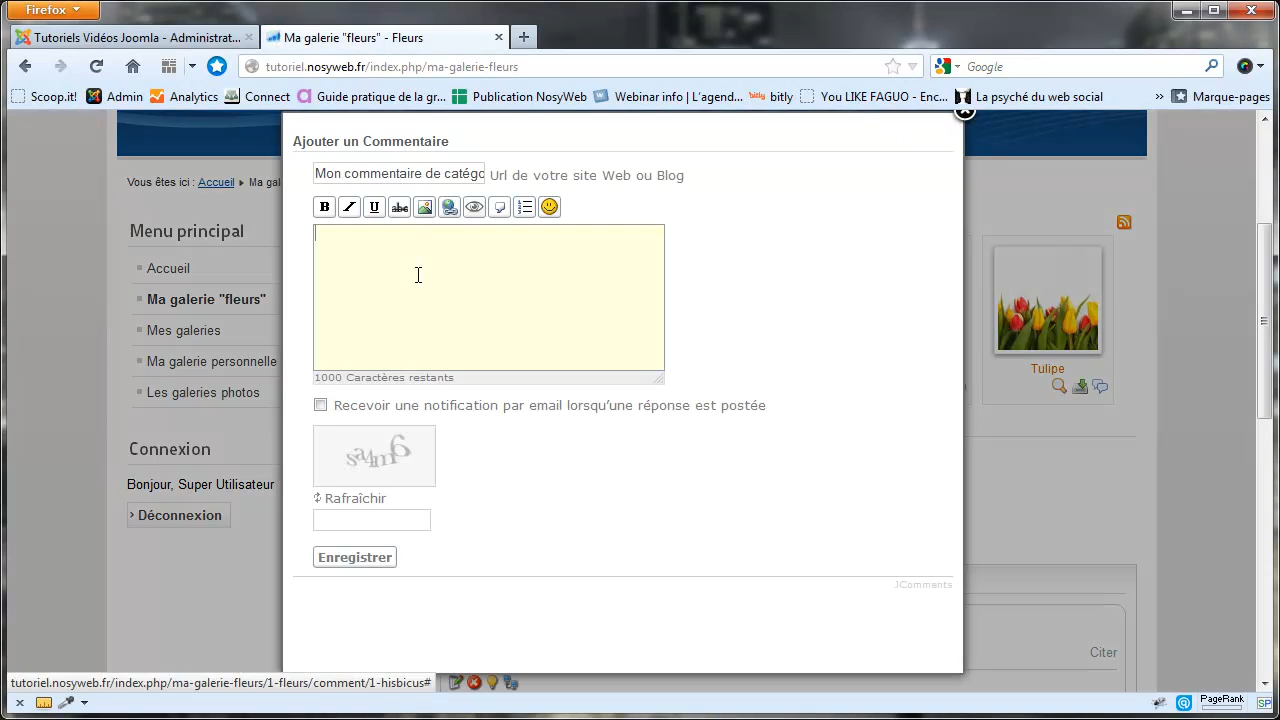 Firefox
Tutoriels Vidéos Joomla - Administrat...
Ma galerie "fleurs" - Fleurs
tutoriel.nosyweb.fr/index.php/ma-galerie-fleurs
Google
Scoop.it!
Admin
Analytics
Connect
Guide pratique de la gr...
Publication NosyWeb
Webinar info | L'agend...
bitly
You LIKE FAGUO - Enc...
La psyché du web social
»
Marque-pages
Ajouter un Commentaire
Vous êtes ici : Accueil Ma gal
Mon commentaire de catégo
Url de votre site Web ou Blog
B I U abc
Menu principal
Accueil
Ma galerie "fleurs"
Mes galeries
Ma galerie personnelle
Les galeries photos
Tulipe
1000 Caractères restants
Recevoir une notification par email lorsqu'une réponse est postée
Connexion
Bonjour, Super Utilisateur
Déconnexion
Rafraîchir
Enregistrer
JComments
Citer
tutoriel.nosyweb.fr/index.php/ma-galerie-fleurs/1-fleurs/comment/1-hisbicus#
PageRank
SP